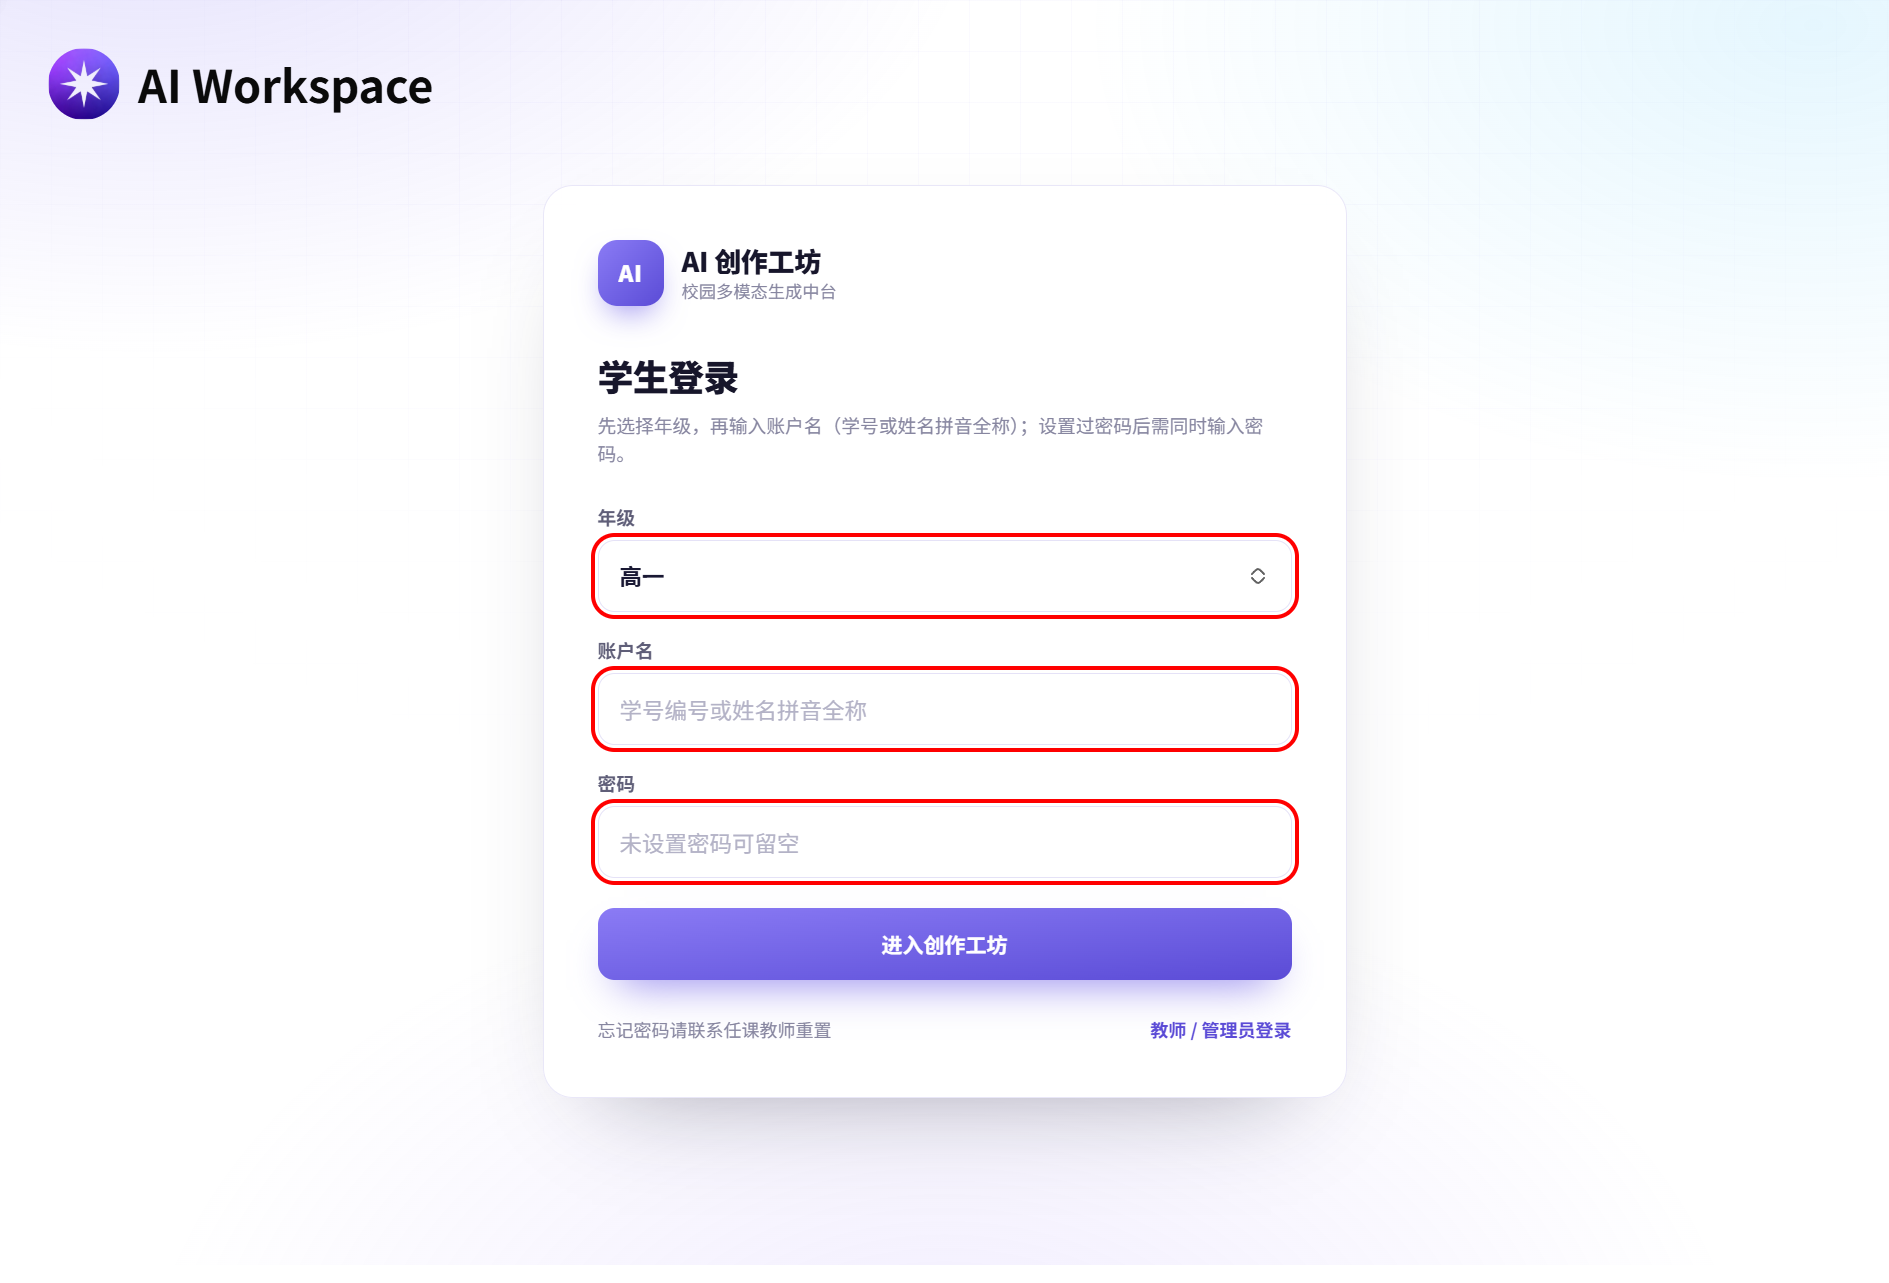 AI Workspace
AI
AI 创作工坊
校园多模态生成中台
学生登录
先选择年级，再输入账户名（学号或姓名拼音全称）；设置过密码后需同时输入密
码。
年级
高一
账户名
学号编号或姓名拼音全称
密码
未设置密码可留空
进入创作工坊
忘记密码请联系任课教师重置
教师 / 管理员登录